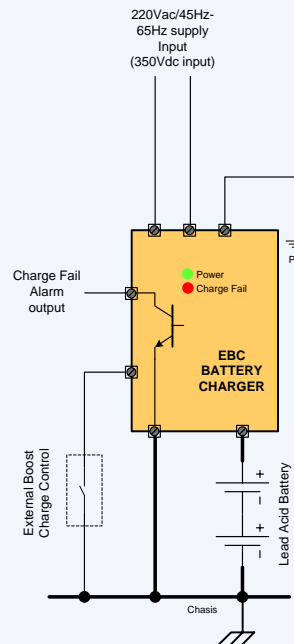 220Vac/45Hz-
65Hz supply
Input
(350Vdc input)
P
Power
Charge Fail
Charge Fail
Alarm
output
EBC
BATTERY
CHARGER
External Boost
Charge Control
+
−
+
−
Lead Acid Battery
Chasis